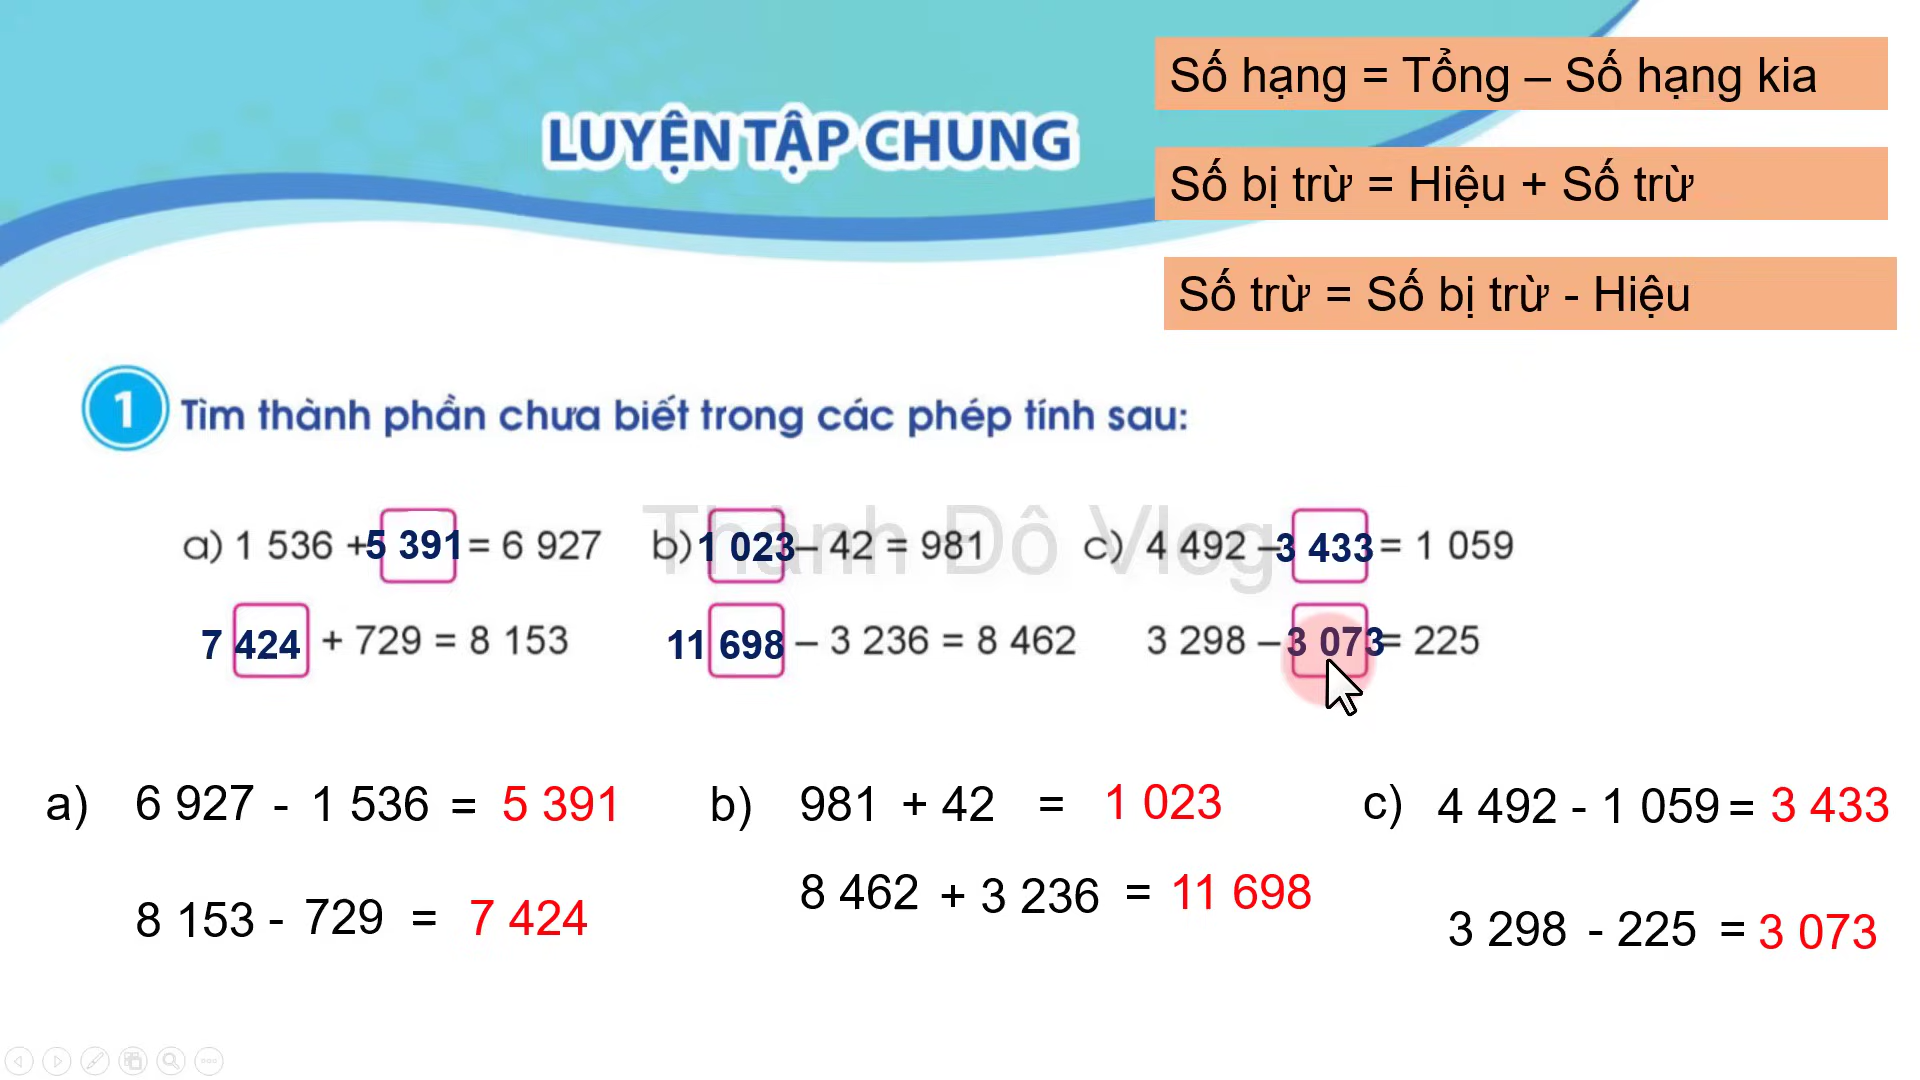 Số hạng = Tổng – Số hạng kia
LUYỆN TẬP CHUNG
Số bị trừ = Hiệu + Số trừ
Số trừ = Số bị trừ - Hiệu
1 Tìm thành phần chưa biết trong các phép tính sau:
Thành Đô Vlog
a) 1 536 + 5 391 = 6 927 b) 1 023 – 42 = 981 c) 4 492 – 3 433 = 1 059
7 424 + 729 = 8 153 11 698 – 3 236 = 8 462 3 298 – 3 073 = 225
a) 6 927 - 1 536 = 5 391 b) 981 + 42 = 1 023 c) 4 492 - 1 059 = 3 433
8 153 - 729 = 7 424 8 462 + 3 236 = 11 698 3 298 - 225 = 3 073